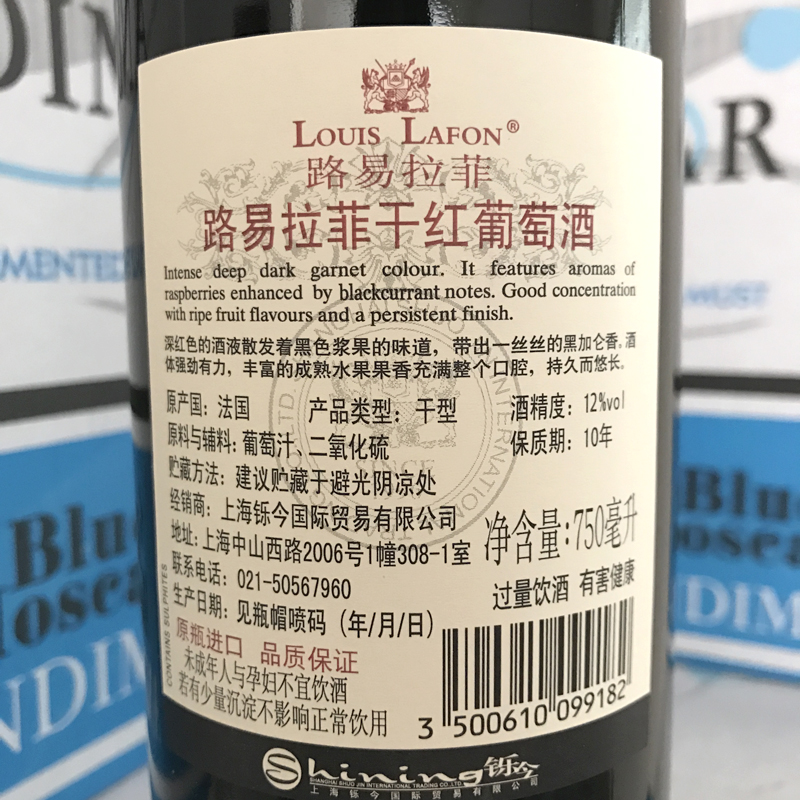 LOUIS LAFON®
路易拉菲
路易拉菲干红葡萄酒
Intense deep dark garnet colour. It features aromas of
raspberries enhanced by blackcurrant notes. Good concentration
with ripe fruit flavours and a persistent finish.
深红色的酒液散发着黑色浆果的味道，带出一丝丝的黑加仑香。酒
体强劲有力，丰富的成熟水果果香充满整个口腔，持久而悠长。
原产国：法国 产品类型：干型 酒精度：12%vol
原料与辅料：葡萄汁、二氧化硫 保质期：10年
贮藏方法：建议贮藏于避光阴凉处
经销商：上海铄今国际贸易有限公司
地址：上海中山西路2006号1幢308-1室
净含量：750毫升
联系电话：021-50567960
过量饮酒 有害健康
生产日期：见瓶帽喷码（年/月/日）
原瓶进口 品质保证
未成年人与孕妇不宜饮酒
若有少量沉淀不影响正常饮用
CONTAINS SULPHITES
3 500610 099182
Shining 铄今
SHANGHAI SHUO JIN INTERNATIONAL TRADING CO.,LTD
上海铄今国际贸易有限公司
Blue